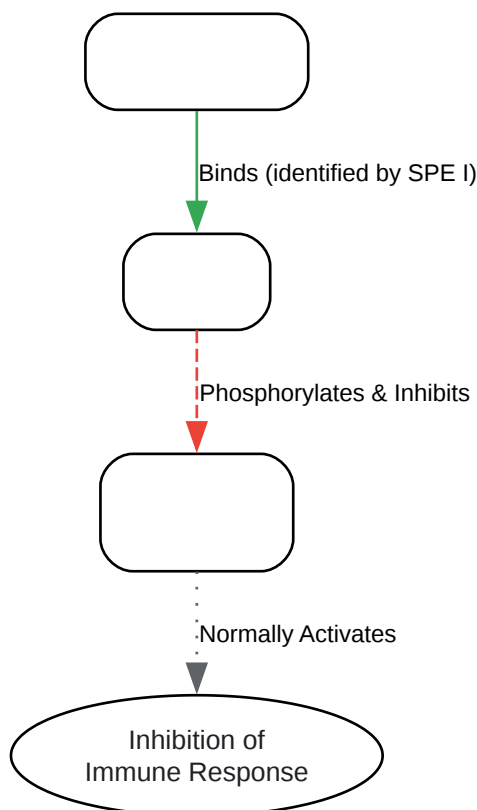 Binds (identified by SPE I)
Phosphorylates & Inhibits
Normally Activates
Inhibition of
Immune Response